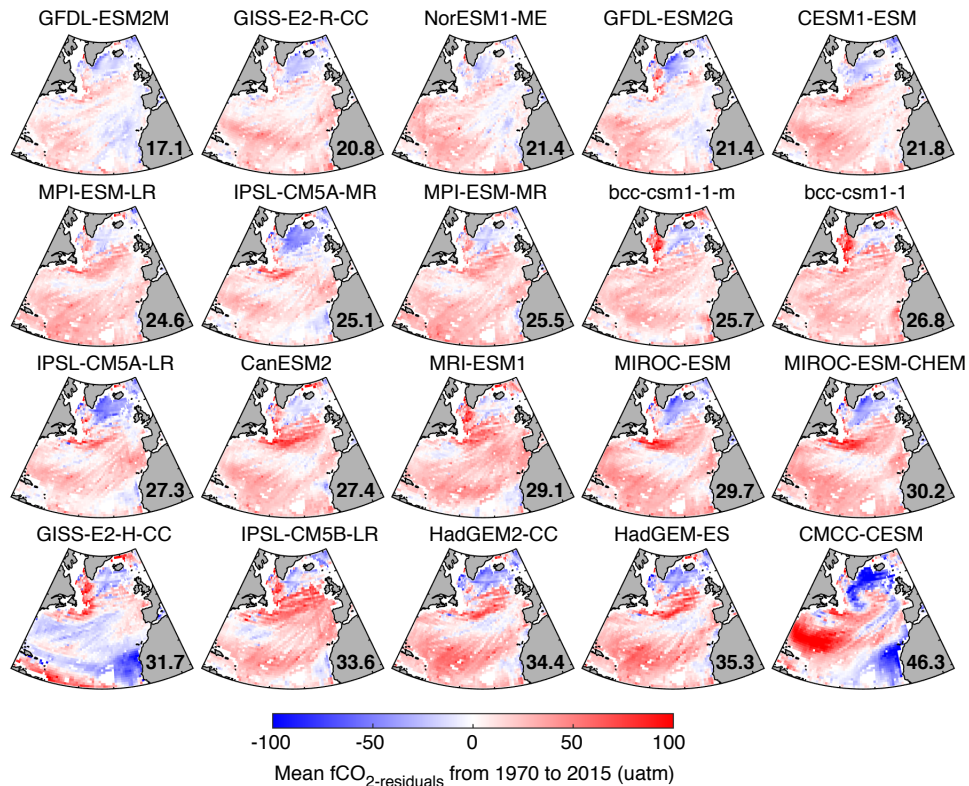 GFDL-ESM2M GISS-E2-R-CC NorESM1-ME GFDL-ESM2G CESM1-ESM
17.1 20.8 21.4 21.4 21.8
MPI-ESM-LR IPSL-CM5A-MR MPI-ESM-MR bcc-csm1-1-m bcc-csm1-1
24.6 25.1 25.5 25.7 26.8
IPSL-CM5A-LR CanESM2 MRI-ESM1 MIROC-ESM MIROC-ESM-CHEM
27.3 27.4 29.1 29.7 30.2
GISS-E2-H-CC IPSL-CM5B-LR HadGEM2-CC HadGEM-ES CMCC-CESM
31.7 33.6 34.4 35.3 46.3
-100 -50 0 50 100
Mean fCO2-residuals from 1970 to 2015 (uatm)